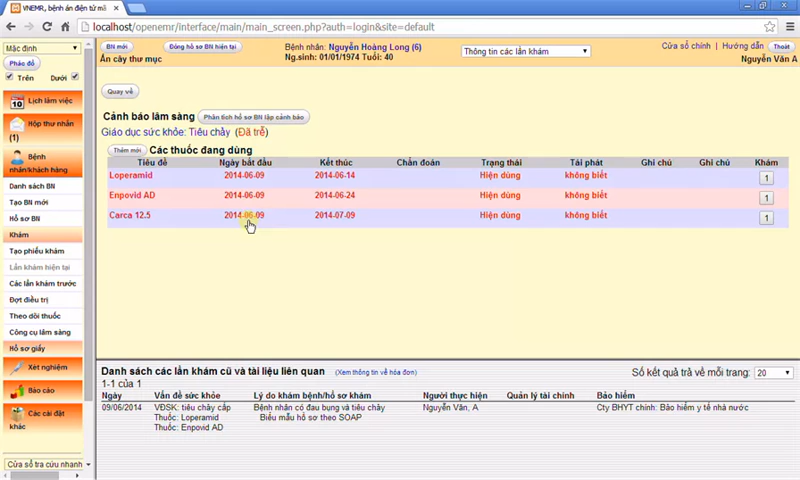 VNEMR, bệnh án điện tử mã
localhost/openemr/interface/main/main_screen.php?auth=login&site=default
Mặc định
Phác đồ
Trên Dưới
BN mới
Đóng hồ sơ BN hiện tại
Ẩn cây thư mục
Bệnh nhân: Nguyễn Hoàng Long (6)
Ng.sinh: 01/01/1974 Tuổi: 40
Thông tin các lần khám
Cửa sổ chính | Hướng dẫn
Thoát
Nguyễn Văn A
Lịch làm việc
Hộp thư nhắn
(1)
Bệnh
nhân/khách hàng
Danh sách BN
Tạo BN mới
Hồ sơ BN
Khám
Tạo phiếu khám
Lần khám hiện tại
Các lần khám trước
Đợt điều trị
Theo dõi thuốc
Công cụ lâm sàng
Hồ sơ giấy
Xét nghiệm
Báo cáo
Các cài đặt
khác
Cửa sổ tra cứu nhanh
Quay về
Cảnh báo lâm sàng
Phân tích hồ sơ BN lập cảnh báo
Giáo dục sức khỏe: Tiêu chảy (Đã trễ)
Thêm mới
Các thuốc đang dùng
Tiêu đề Ngày bắt đầu Kết thúc Chẩn đoán Trạng thái Tái phát Ghi chú Ghi chú Khám
Loperamid 2014-06-09 2014-06-14 Hiện dùng không biết 1
Enpovid AD 2014-06-09 2014-06-24 Hiện dùng không biết 1
Carca 12.5 2014-06-09 2014-07-09 Hiện dùng không biết 1
Danh sách các lần khám cũ và tài liệu liên quan (Xem thông tin về hóa đơn)
Số kết quả trả về mỗi trang: 20
1-1 của 1
Ngày Vấn đề sức khỏe Lý do khám bệnh/hồ sơ khám Người thực hiện Quản lý tài chính Bảo hiểm
09/06/2014 VĐSK: tiêu chảy cấp Bệnh nhân có đau bụng và tiêu chảy Nguyễn Văn, A Cty BHYT chính: Bảo hiểm y tế nhà nước
Thuốc: Loperamid Biểu mẫu hồ sơ theo SOAP
Thuốc: Enpovid AD